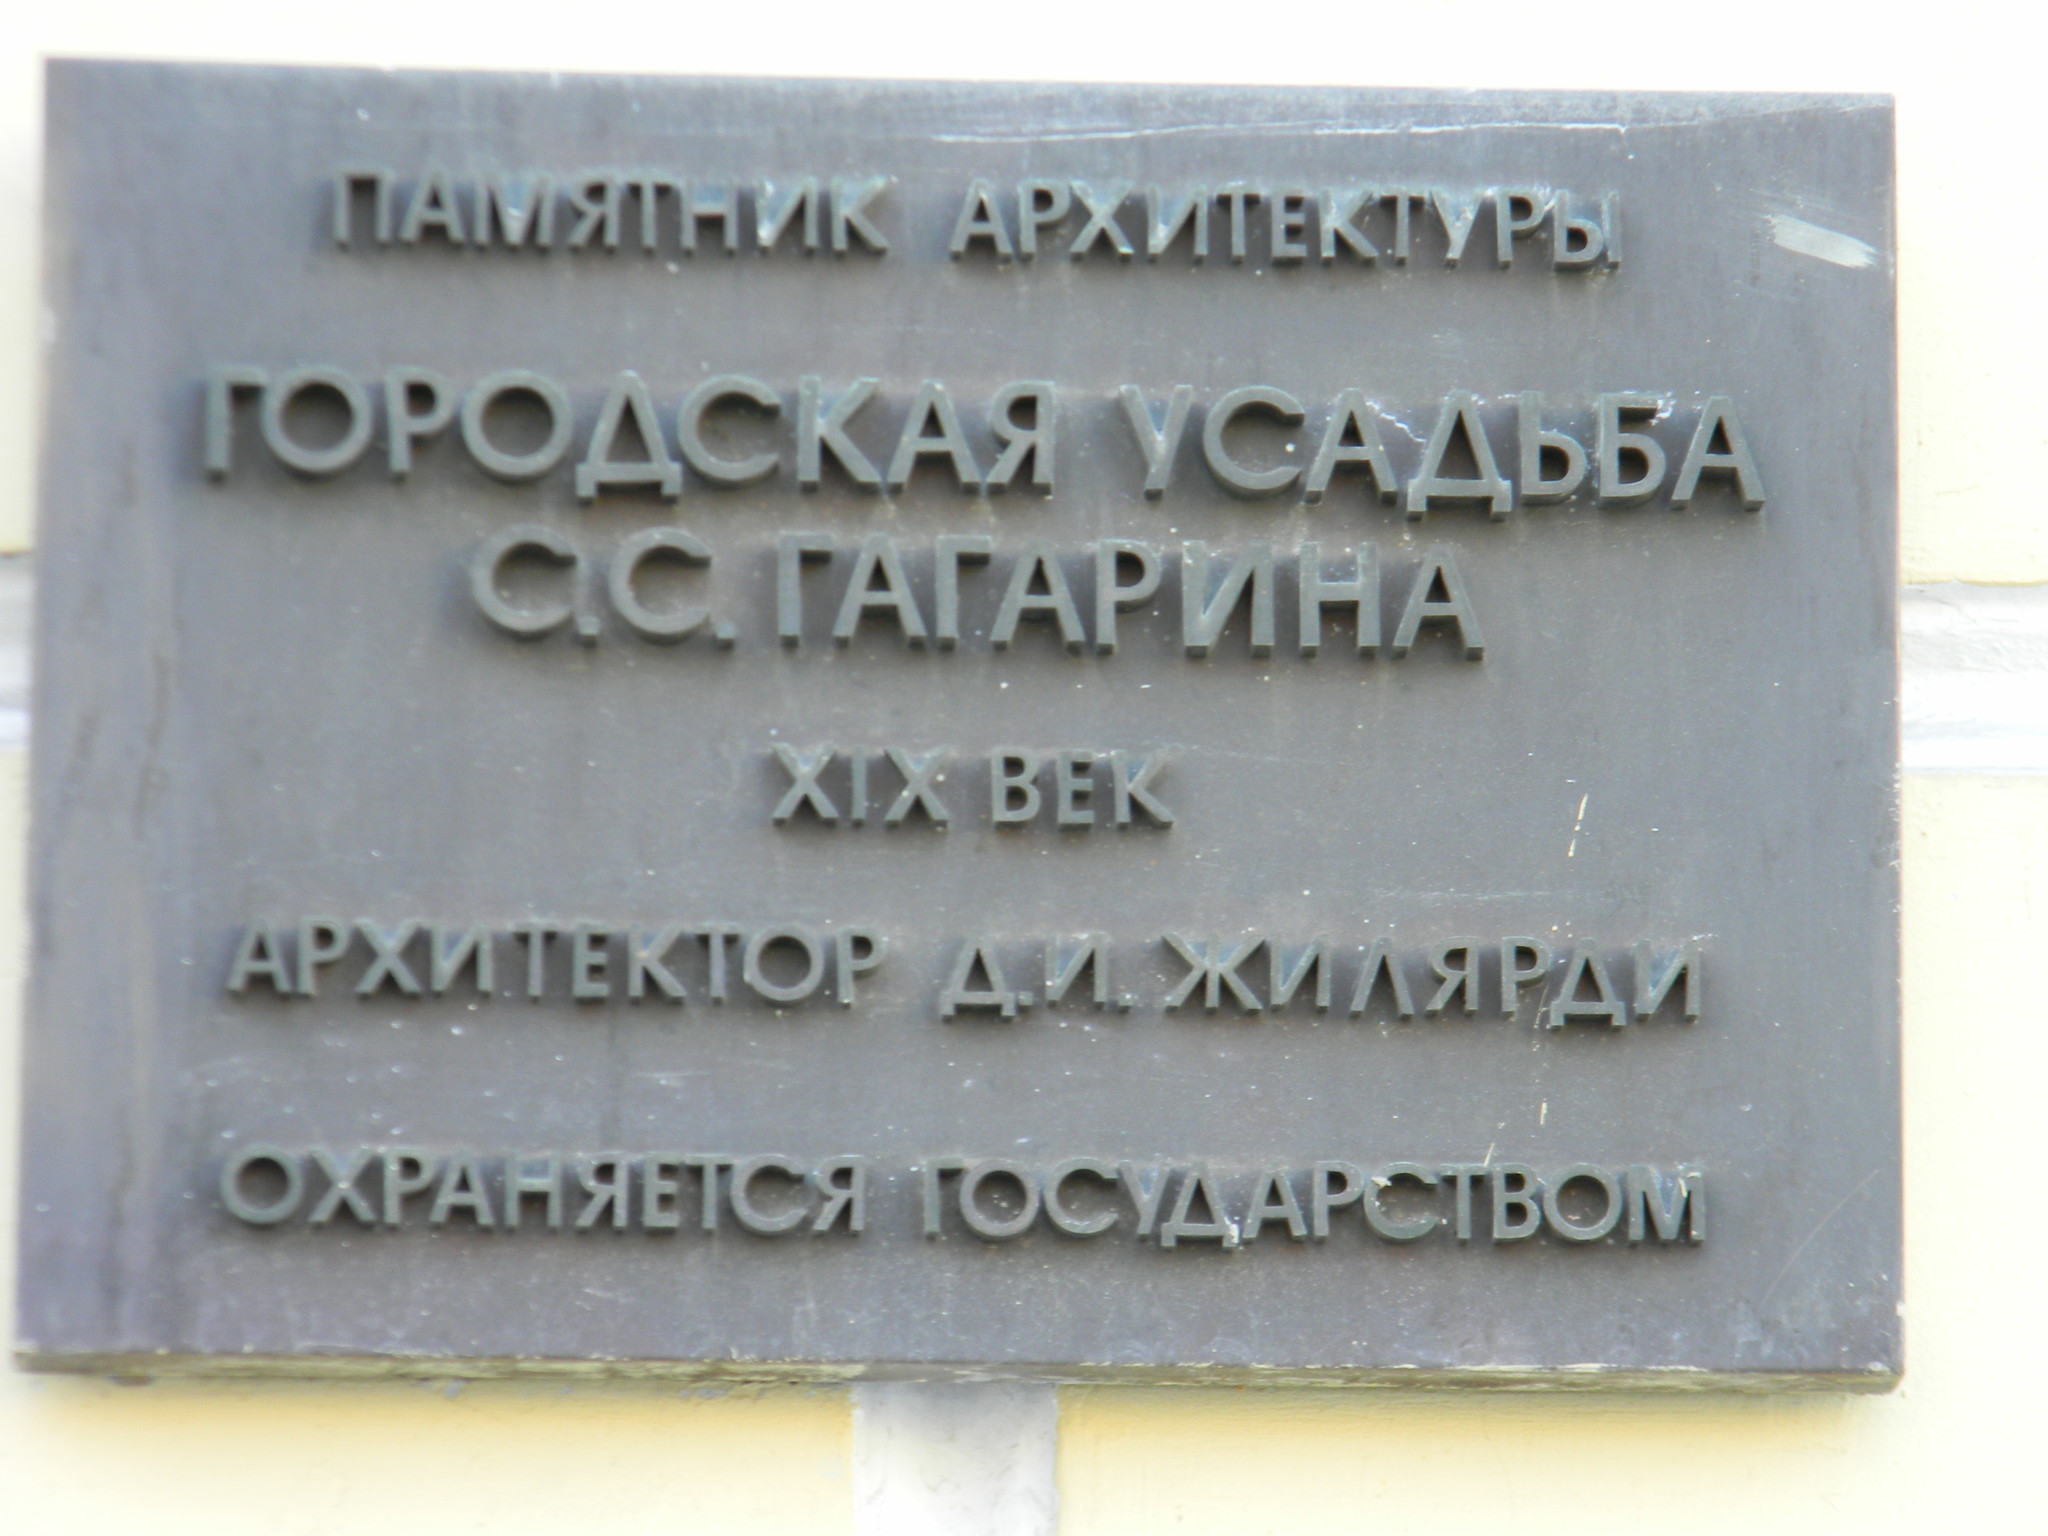 ПАМЯТНИК АРХИТЕКТУРЫ
ГОРОДСКАЯ УСАДЬБА
С.С. ГАГАРИНА
XIX ВЕК
АРХИТЕКТОР Д.И. ЖИЛЯРДИ
ОХРАНЯЕТСЯ ГОСУДАРСТВОМ